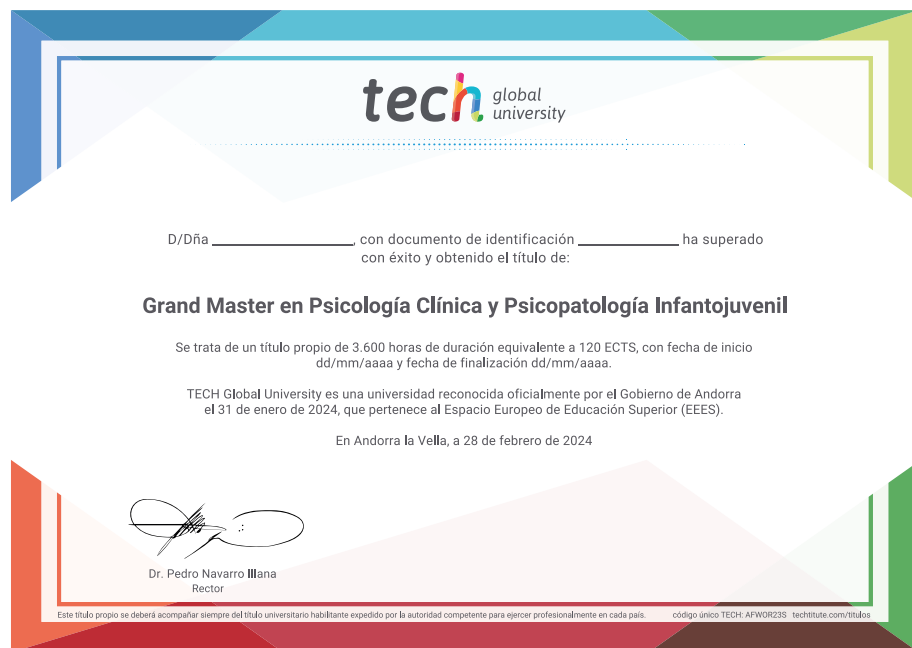 tech global university
D/Dña ______________, con documento de identificación ______________ ha superado
con éxito y obtenido el título de:
Grand Master en Psicología Clínica y Psicopatología Infantojuvenil
Se trata de un título propio de 3.600 horas de duración equivalente a 120 ECTS, con fecha de inicio
dd/mm/aaaa y fecha de finalización dd/mm/aaaa.
TECH Global University es una universidad reconocida oficialmente por el Gobierno de Andorra
el 31 de enero de 2024, que pertenece al Espacio Europeo de Educación Superior (EEES).
En Andorra la Vella, a 28 de febrero de 2024
Dr. Pedro Navarro Illana
Rector
Este título propio se deberá acompañar siempre del título universitario habilitante expedido por la autoridad competente para ejercer profesionalmente en cada país. código único TECH: AFWOR23S techtitute.com/titulos